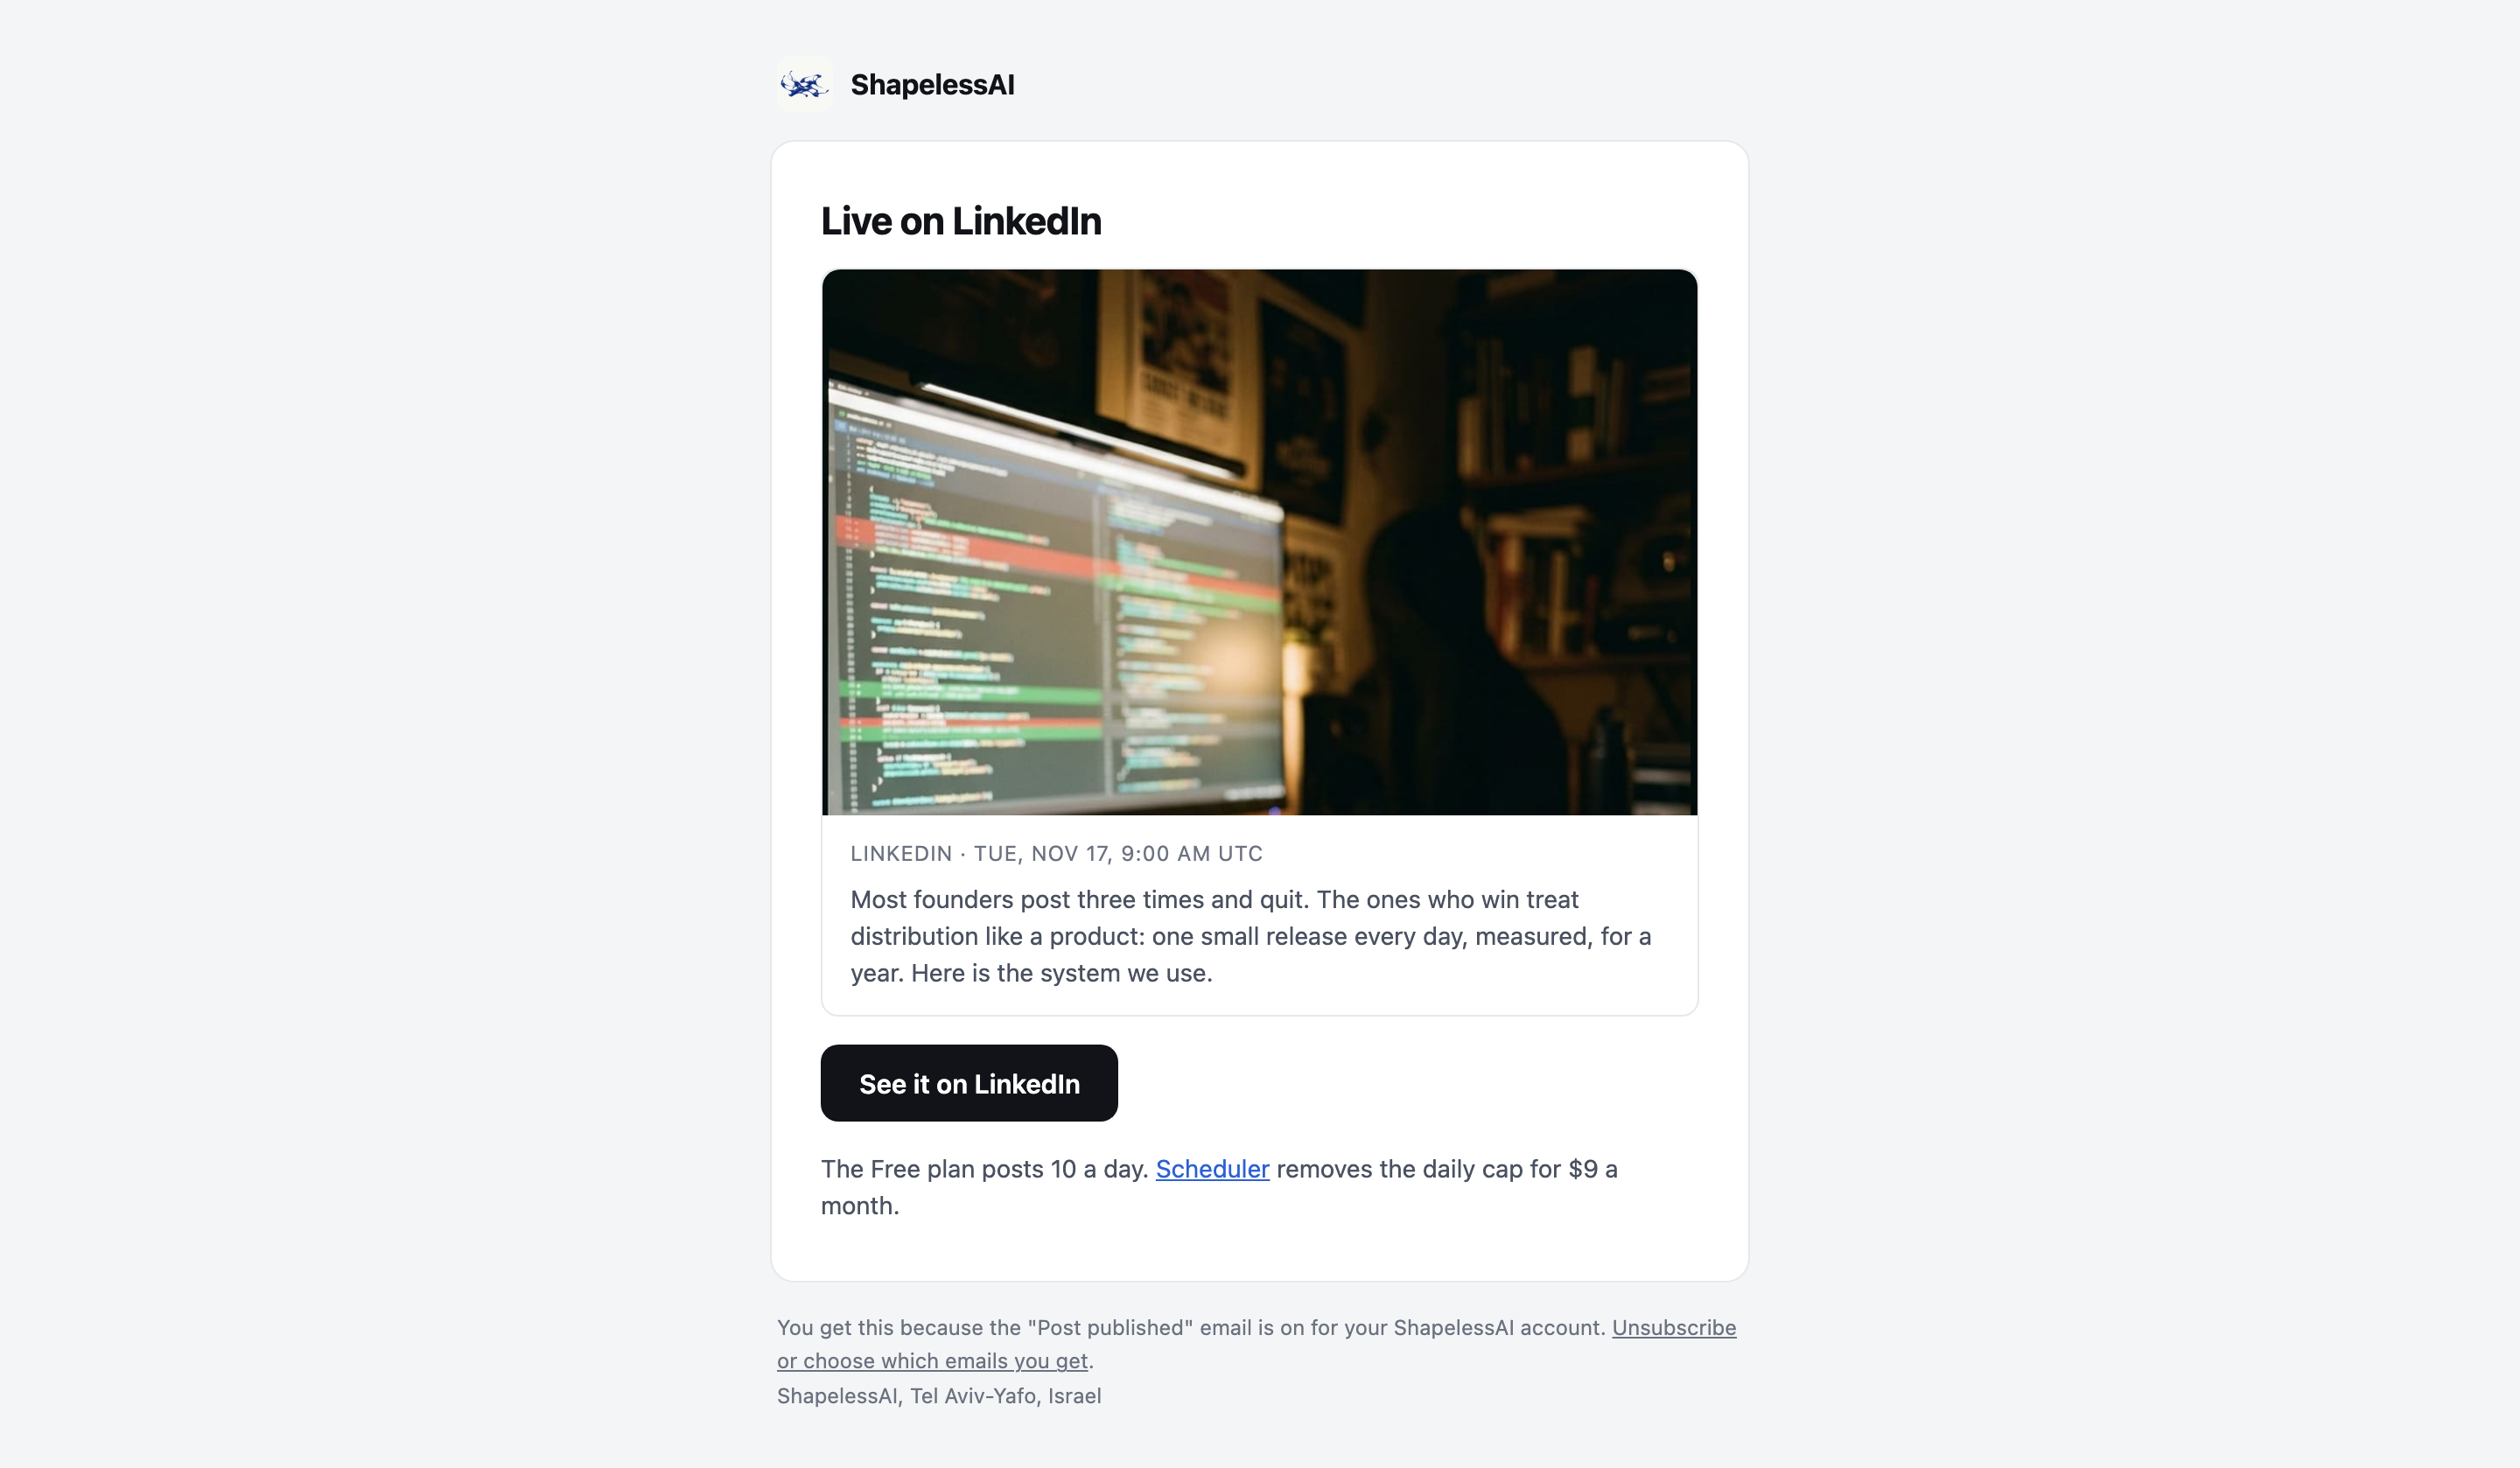 ShapelessAI
Live on LinkedIn
LINKEDIN · TUE, NOV 17, 9:00 AM UTC
Most founders post three times and quit. The ones who win treat
distribution like a product: one small release every day, measured, for a
year. Here is the system we use.
See it on LinkedIn
The Free plan posts 10 a day. Scheduler removes the daily cap for $9 a
month.
You get this because the "Post published" email is on for your ShapelessAI account. Unsubscribe
or choose which emails you get.
ShapelessAI, Tel Aviv-Yafo, Israel